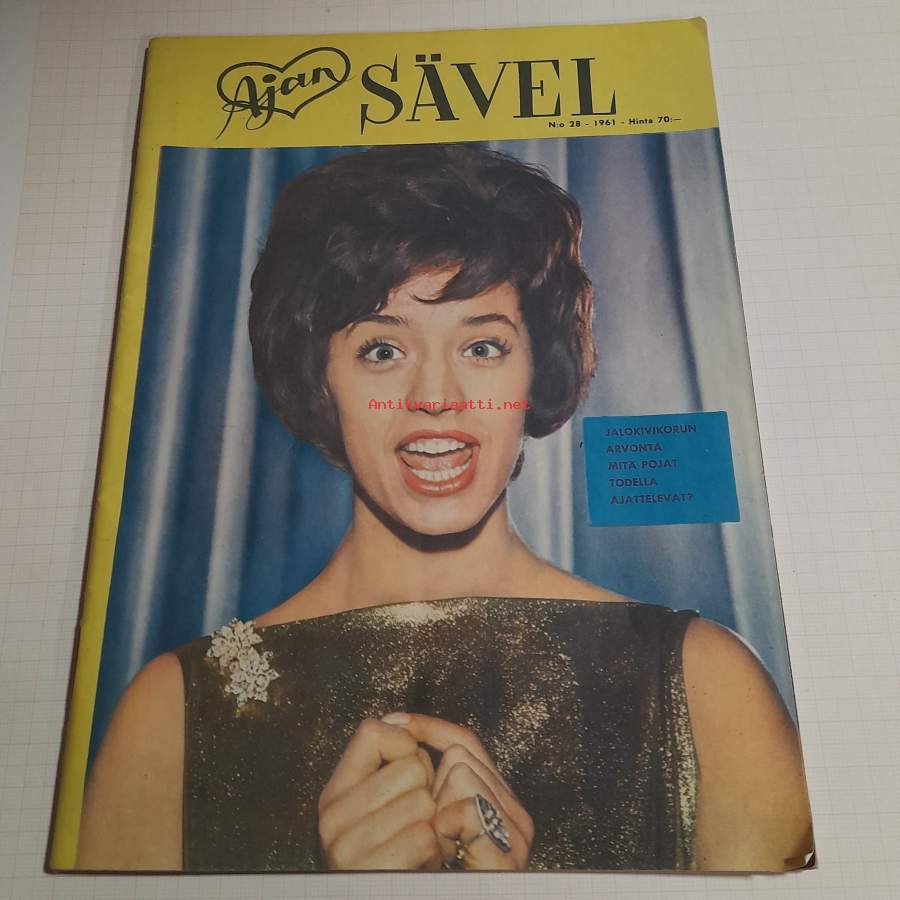 Ajan SÄVEL
N:o 28 - 1961 - Hinta 70:—
Antikvariaatti.net
JALOKIVIKORUN
ARVONTA
MITÄ POJAT
TODELLA
AJATTELEVAT?